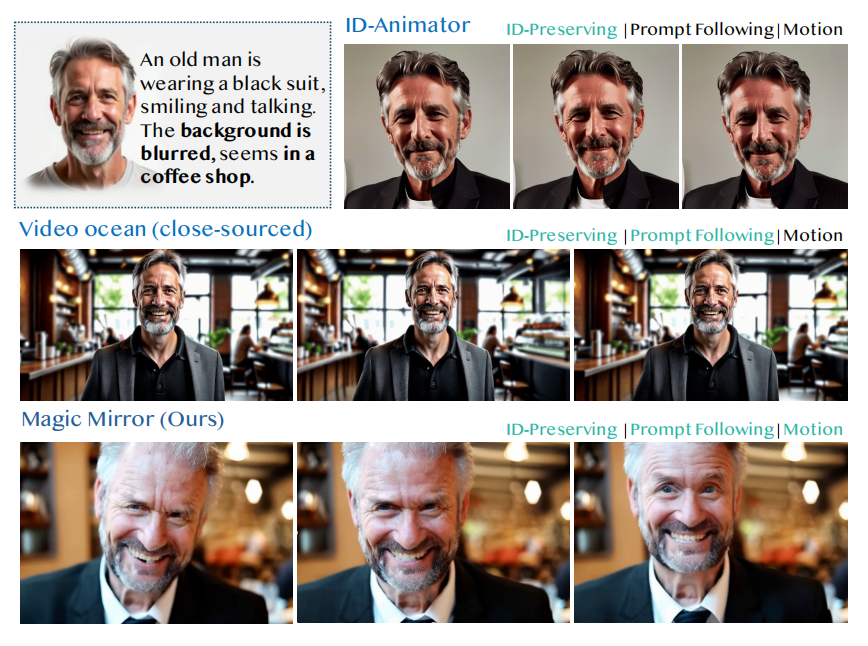 An old man is
wearing a black suit,
smiling and talking.
The background is
blurred, seems in a
coffee shop.
ID-Animator
ID-Preserving |Prompt Following|Motion
Video ocean (close-sourced)
ID-Preserving |Prompt Following|Motion
Magic Mirror (Ours)
ID-Preserving |Prompt Following|Motion